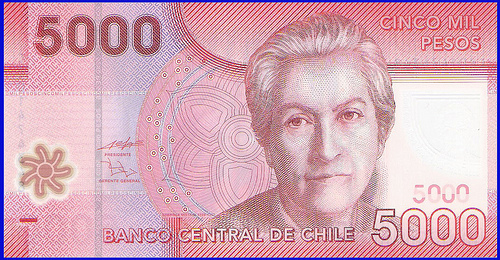 5000
CINCO MIL
PESOS
PRESIDENTE
GERENTE GENERAL
5000
5000
BANCO CENTRAL DE CHILE